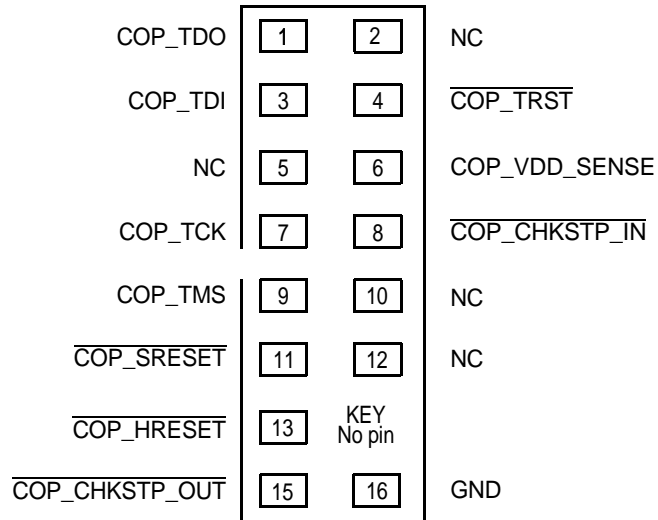 COP_TDO 1 2 NC
COP_TDI 3 4 COP_TRST
NC 5 6 COP_VDD_SENSE
COP_TCK 7 8 COP_CHKSTP_IN
COP_TMS 9 10 NC
COP_SRESET 11 12 NC
COP_HRESET 13 KEY
No pin
COP_CHKSTP_OUT 15 16 GND